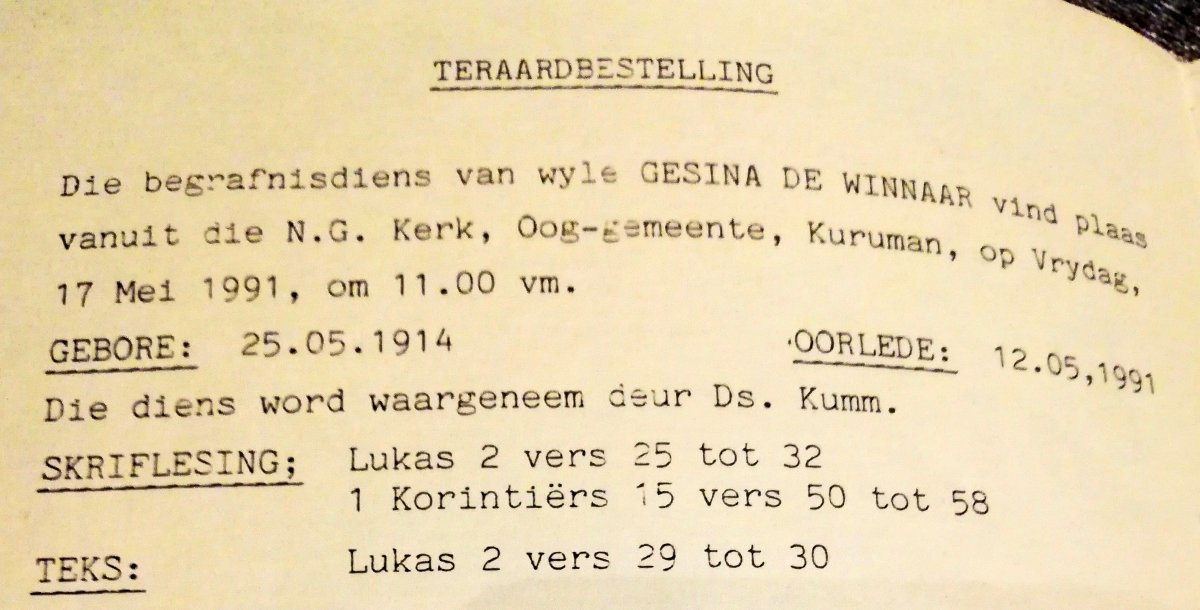 TERAARDBESTELLING
Die begrafnisdiens van wyle GESINA DE WINNAAR vind plaas
vanuit die N.G. Kerk, Oog-gemeente, Kuruman, op Vrydag,
17 Mei 1991, om 11.00 vm.
GEBORE: 25.05.1914 OORLEDE: 12.05,1991
Die diens word waargeneem deur Ds. Kumm.
SKRIFLESING; Lukas 2 vers 25 tot 32
1 Korintiërs 15 vers 50 tot 58
TEKS: Lukas 2 vers 29 tot 30